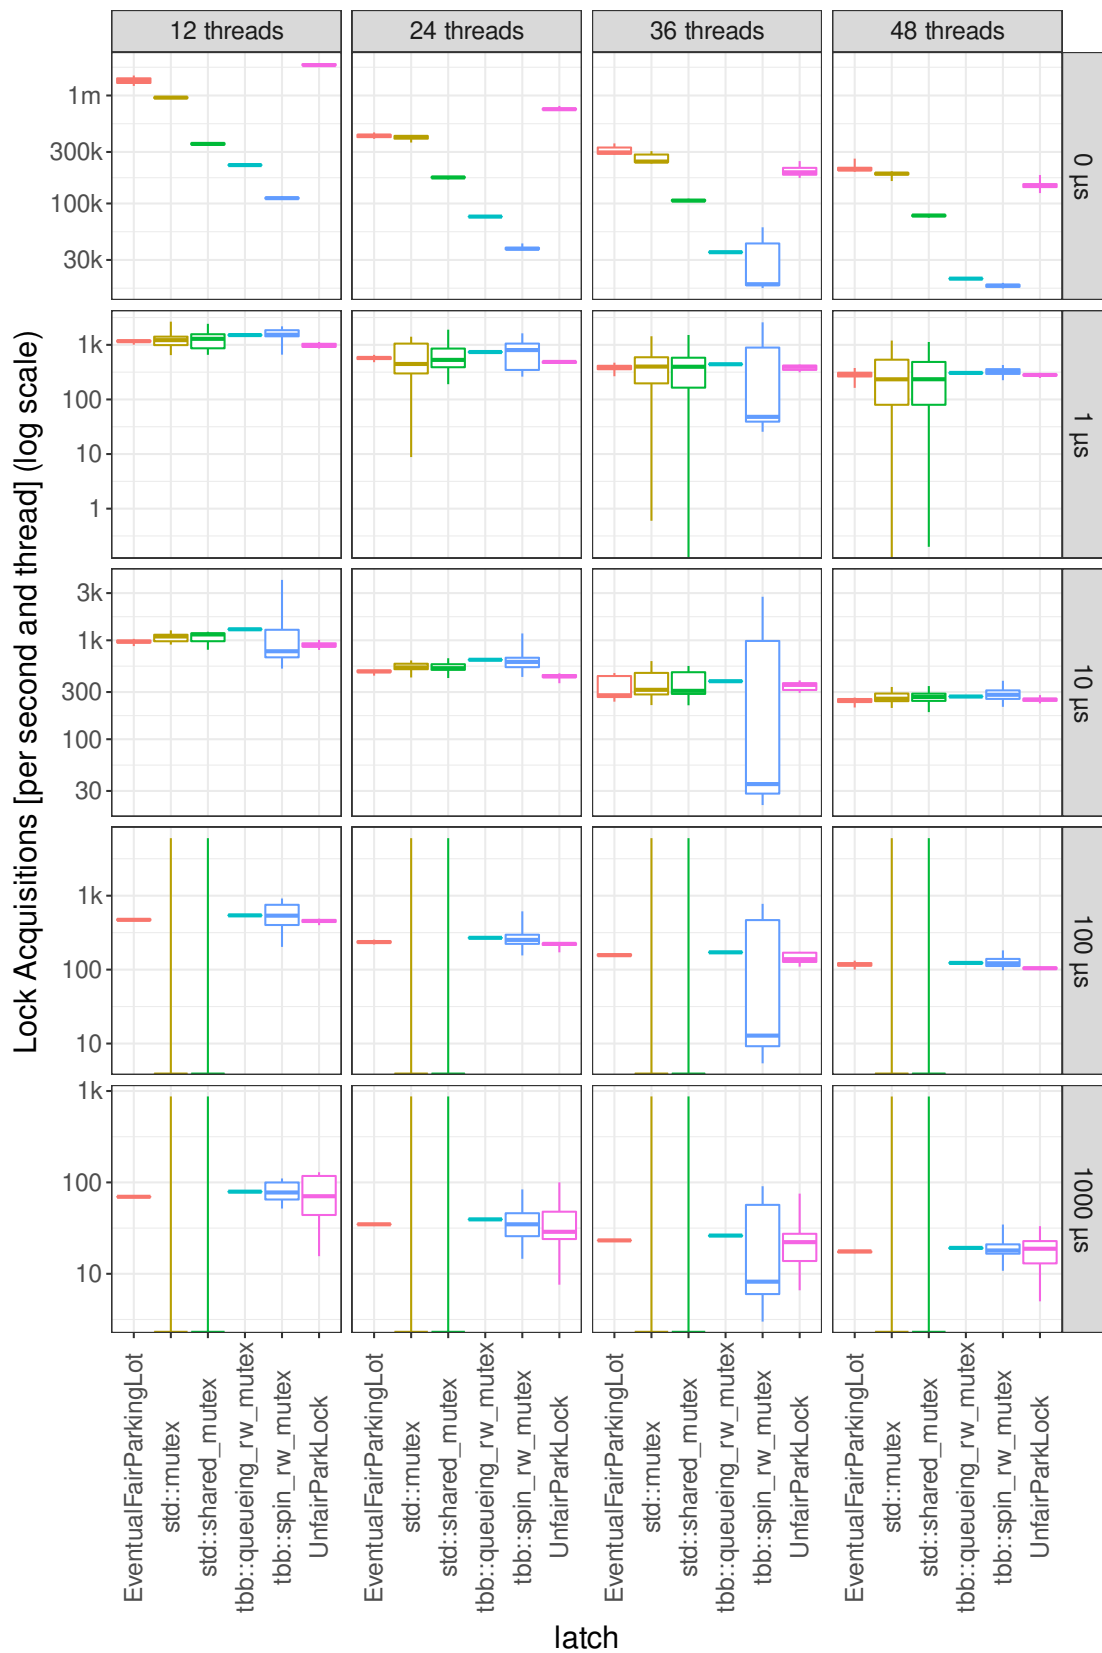 12 threads
24 threads
36 threads
48 threads
Lock Acquisitions [per second and thread] (log scale)
1m
300k
100k
30k
0 µs
1k
100
10
1
1 µs
3k
1k
300
100
30
10 µs
1k
100
10
100 µs
1k
100
10
1000 µs
EventualFairParkingLot
std::mutex
std::shared_mutex
tbb::queueing_rw_mutex
tbb::spin_rw_mutex
UnfairParkLock
EventualFairParkingLot
std::mutex
std::shared_mutex
tbb::queueing_rw_mutex
tbb::spin_rw_mutex
UnfairParkLock
EventualFairParkingLot
std::mutex
std::shared_mutex
tbb::queueing_rw_mutex
tbb::spin_rw_mutex
UnfairParkLock
EventualFairParkingLot
std::mutex
std::shared_mutex
tbb::queueing_rw_mutex
tbb::spin_rw_mutex
UnfairParkLock
latch